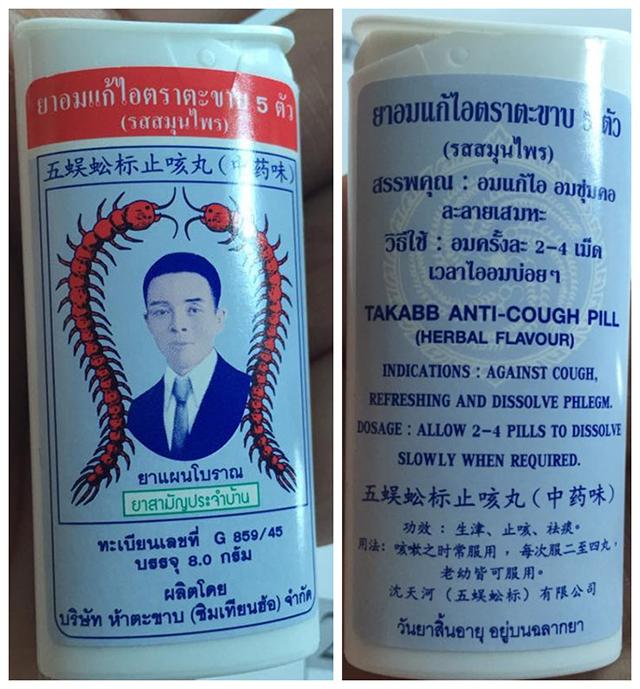 ยาอมแก้ไอตราตะขาบ 5 ตัว
(รสสมุนไพร)
五蜈蚣标止咳丸(中药味)
ยาแผนโบราณ
ยาสามัญประจำบ้าน
ทะเบียนเลขที่ G 859/45
บรรจุ 8.0 กรัม
ผลิตโดย
บริษัท ห้าตะขาบ (ซิมเทียนฮ้อ) จำกัด
ยาอมแก้ไอตราตะขาบ 5 ตัว
(รสสมุนไพร)
สรรพคุณ : อมแก้ไอ อมชุ่มคอ
ละลายเสมหะ
วิธีใช้ : อมครั้งละ 2-4 เม็ด
เวลาไออมบ่อยๆ
TAKABB ANTI-COUGH PILL
(HERBAL FLAVOUR)
INDICATIONS : AGAINST COUGH,
REFRESHING AND DISSOLVE PHLEGM.
DOSAGE : ALLOW 2-4 PILLS TO DISSOLVE
SLOWLY WHEN REQUIRED.
五蜈蚣标止咳丸(中药味)
功效 : 生津、止咳、祛痰。
用法: 咳嗽之时常服用，每次服二至四丸，
老幼皆可服用。
沈天河（五蜈蚣标）有限公司
วันยาสิ้นอายุ อยู่บนฉลากยา